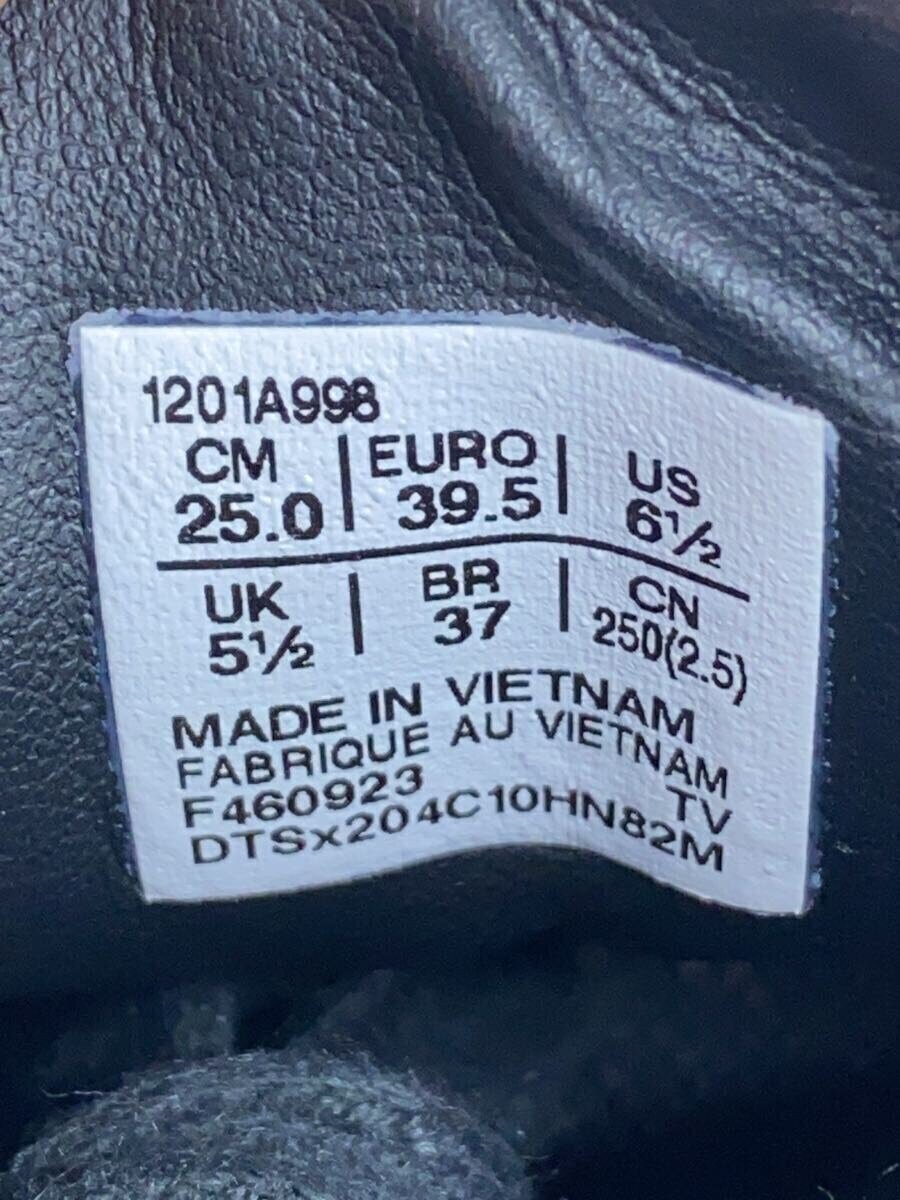 1201A998
CM | EURO | US
25.0 | 39.5 | 6½
UK | BR | CN
5½ | 37 | 250(2.5)
MADE IN VIETNAM
FABRIQUE AU VIETNAM
F460923 TV
DTSx204C10HN82M